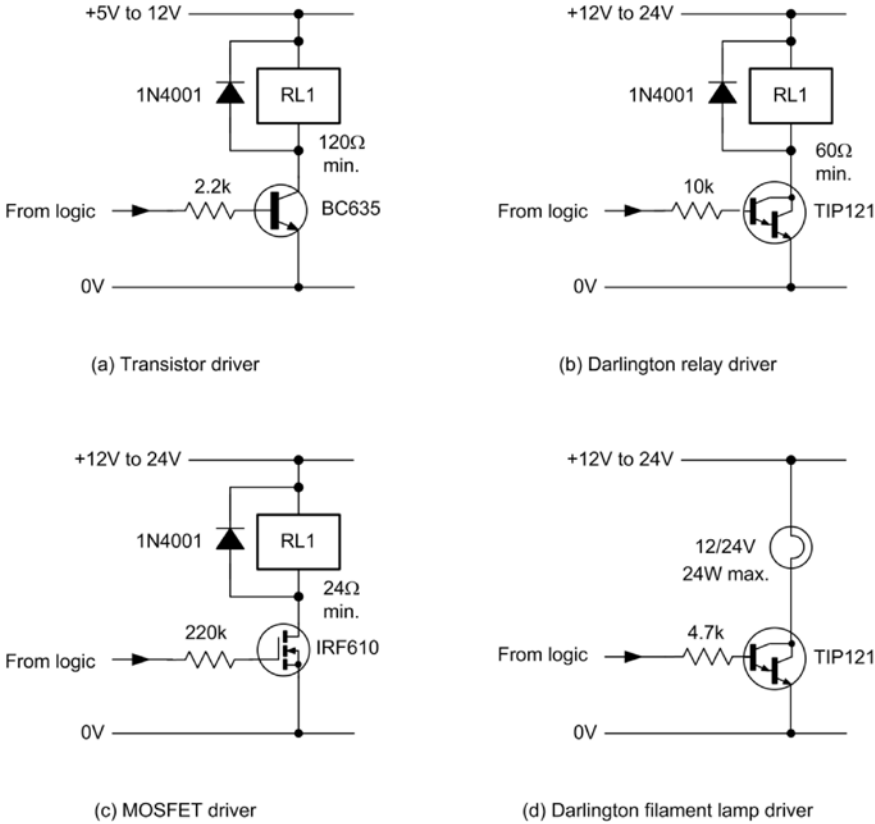 +5V to 12V
1N4001
RL1
120Ω
min.
2.2k
From logic
BC635
0V
(a) Transistor driver
+12V to 24V
1N4001
RL1
60Ω
min.
10k
From logic
TIP121
0V
(b) Darlington relay driver
+12V to 24V
1N4001
RL1
24Ω
min.
220k
From logic
IRF610
0V
(c) MOSFET driver
+12V to 24V
12/24V
24W max.
4.7k
From logic
TIP121
0V
(d) Darlington filament lamp driver